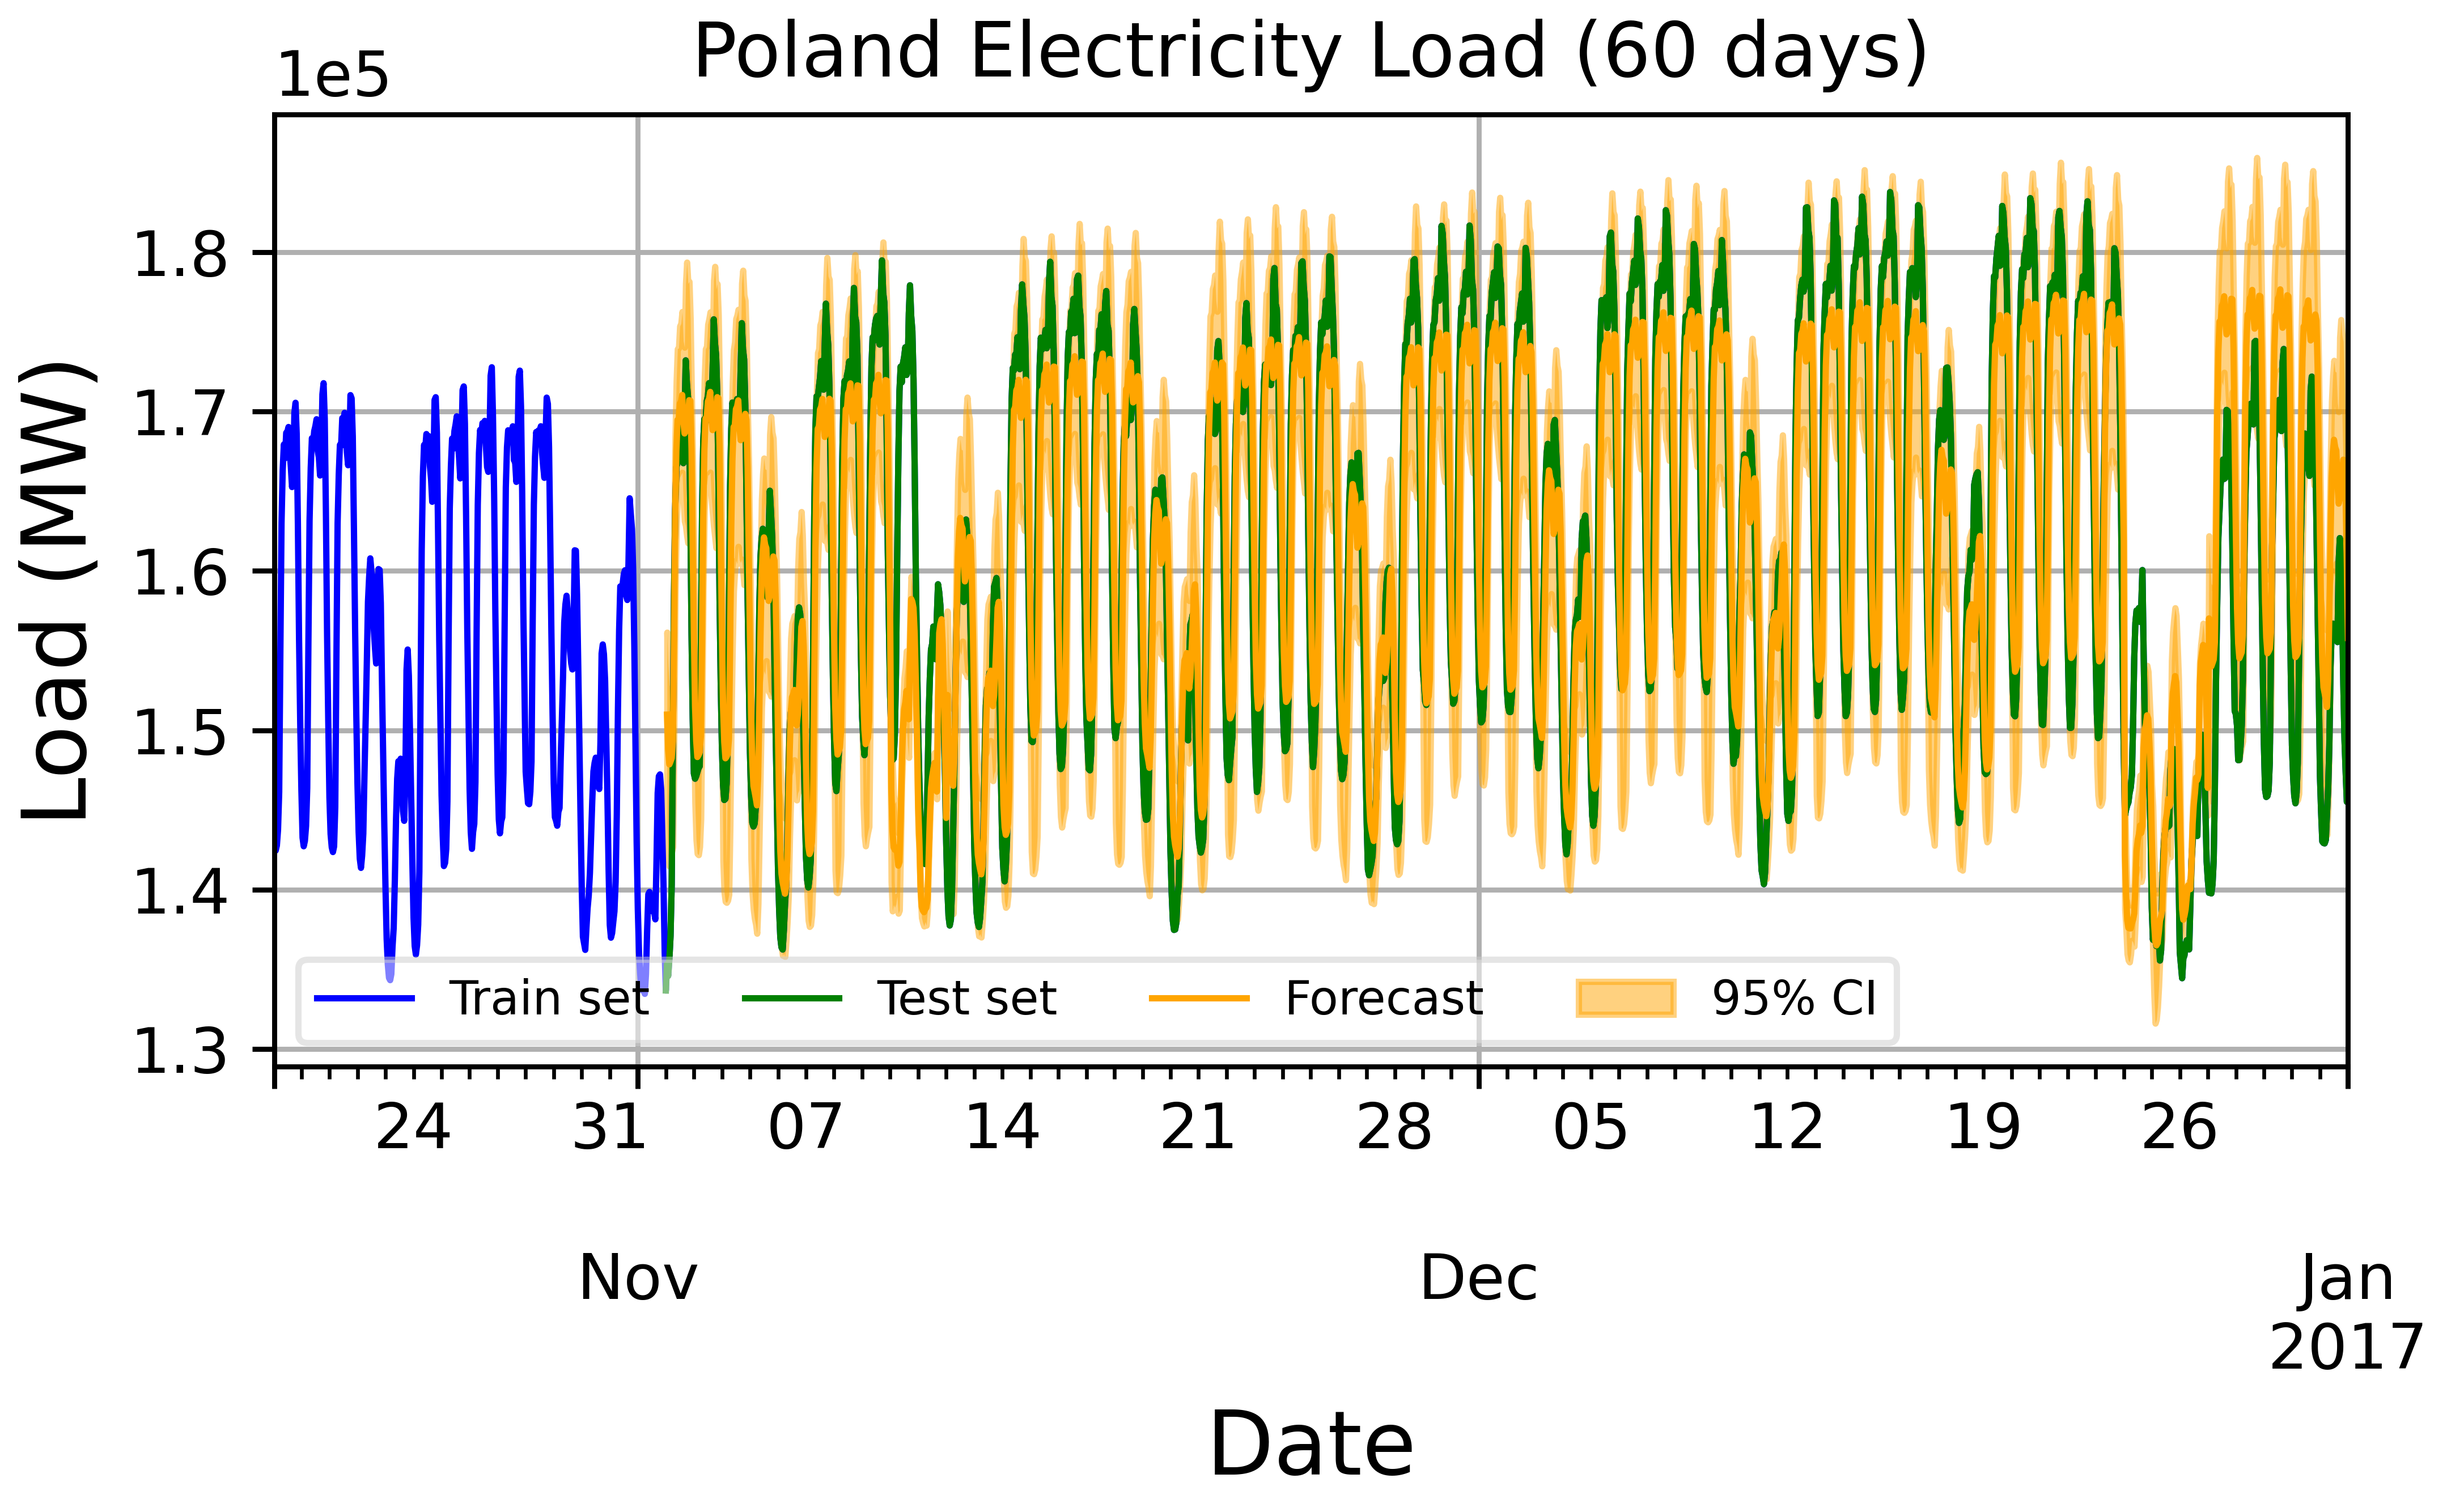 Poland Electricity Load (60 days)
1e5
1.8
1.7
1.6
1.5
1.4
1.3
Load (MW)
Train set Test set Forecast 95% CI
24 31 07 14 21 28 05 12 19 26
Nov Dec Jan
2017
Date